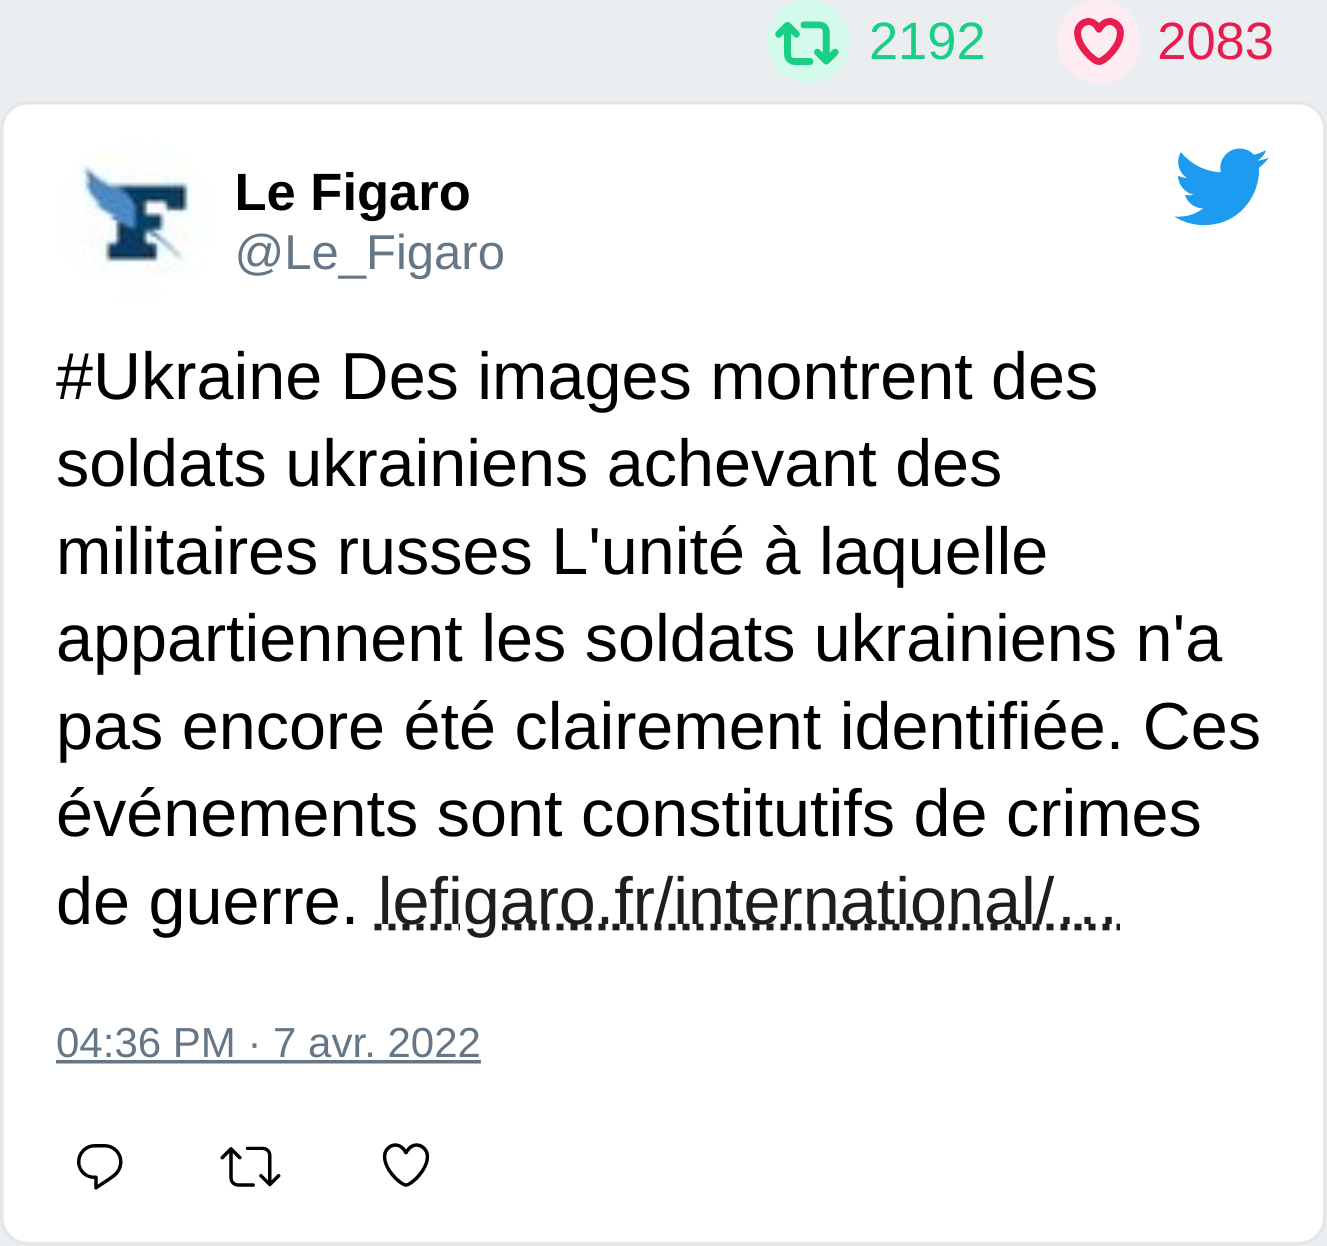 2192 2083
Le Figaro
@Le_Figaro
#Ukraine Des images montrent des
soldats ukrainiens achevant des
militaires russes L'unité à laquelle
appartiennent les soldats ukrainiens n'a
pas encore été clairement identifiée. Ces
événements sont constitutifs de crimes
de guerre. lefigaro.fr/international/…
04:36 PM · 7 avr. 2022